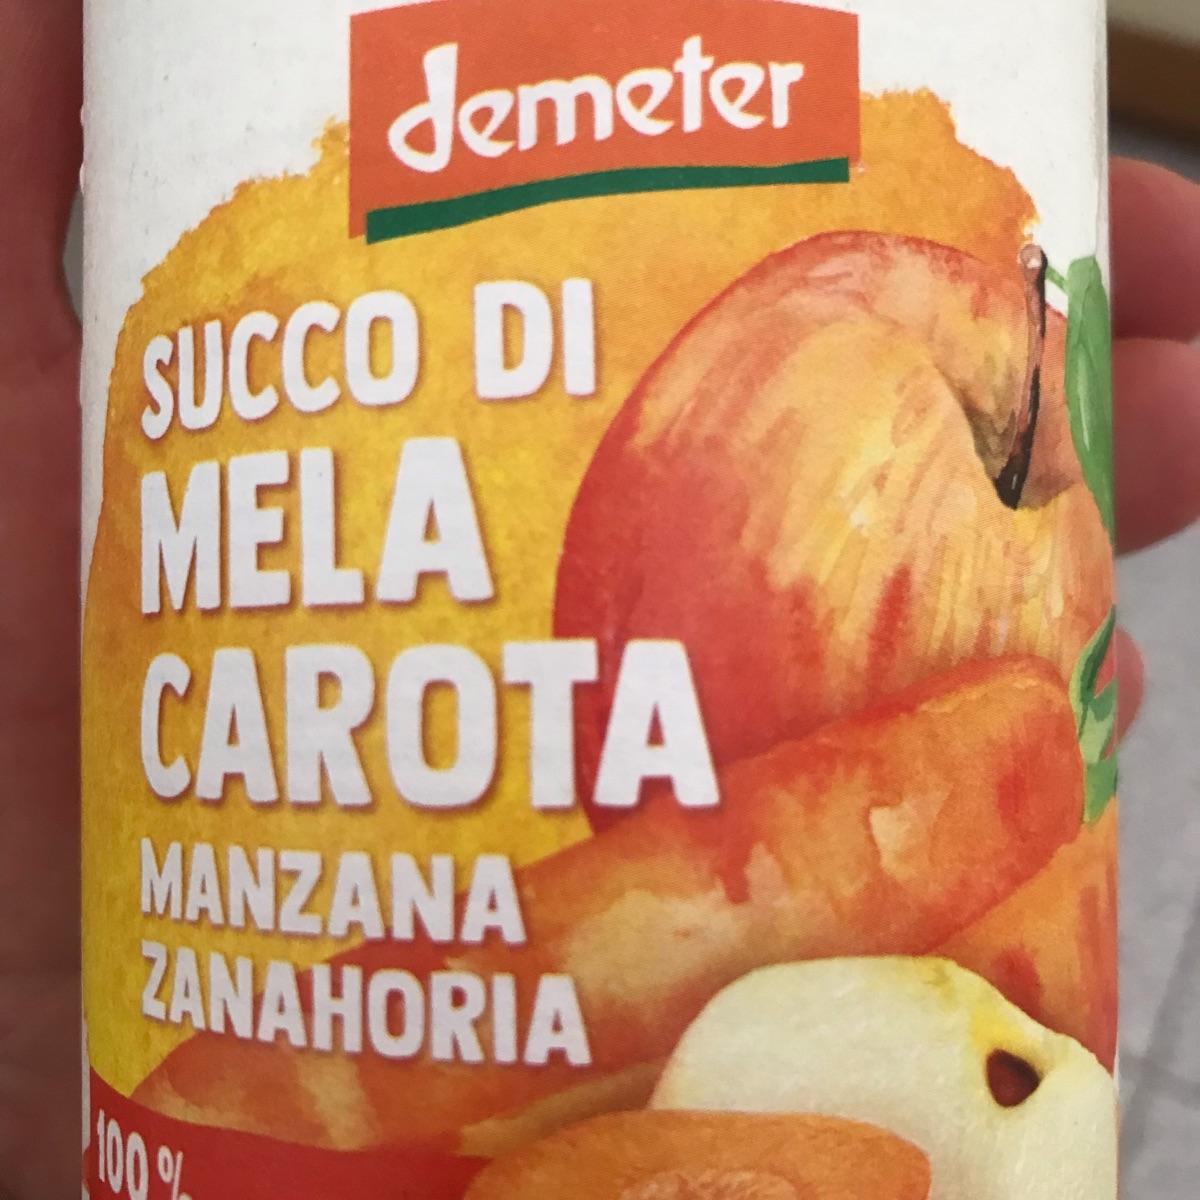 demeter
SUCCO DI
MELA
CAROTA
MANZANA
ZANAHORIA
100%